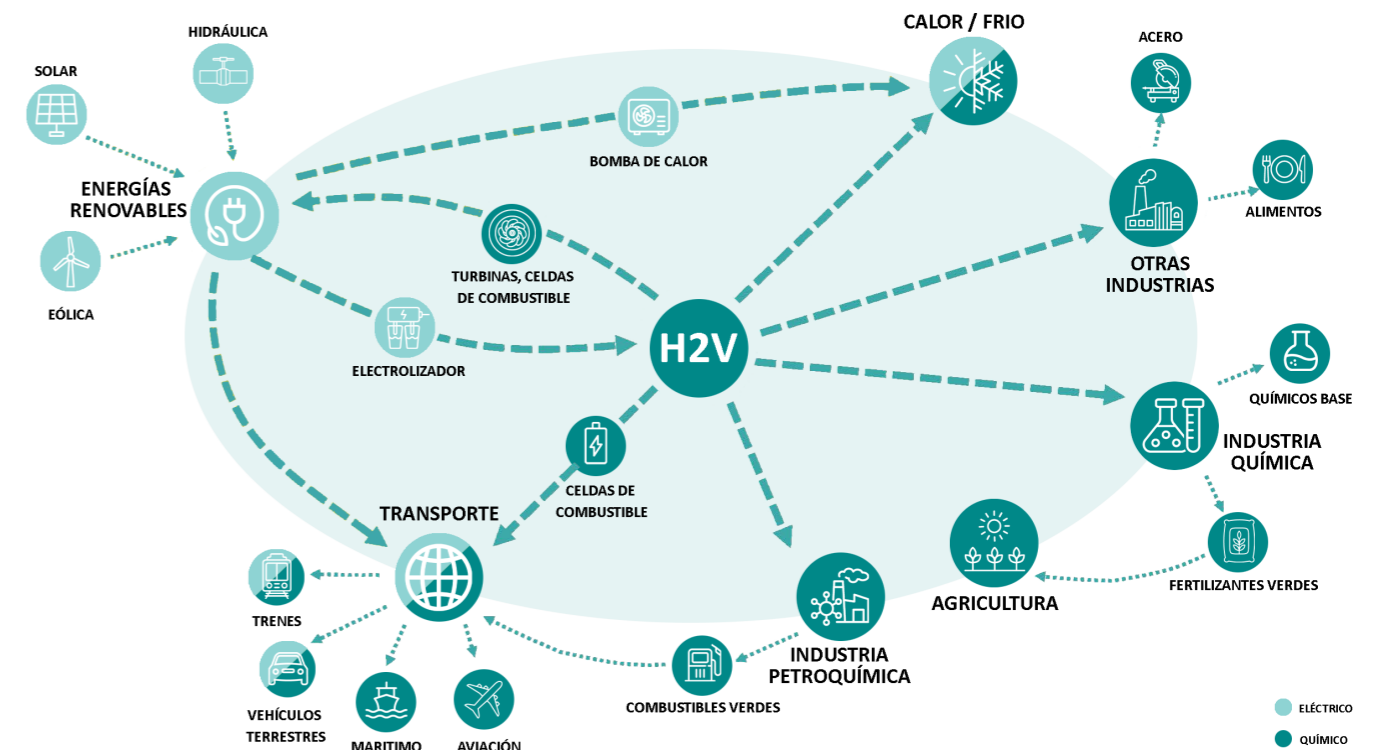 CALOR / FRIO
HIDRÁULICA
ACERO
SOLAR
BOMBA DE CALOR
ENERGÍAS
RENOVABLES
ALIMENTOS
TURBINAS, CELDAS
DE COMBUSTIBLE
OTRAS
INDUSTRIAS
EÓLICA
H2V
ELECTROLIZADOR
QUÍMICOS BASE
INDUSTRIA
QUÍMICA
CELDAS DE
COMBUSTIBLE
TRANSPORTE
FERTILIZANTES VERDES
AGRICULTURA
TRENES
INDUSTRIA
PETROQUÍMICA
COMBUSTIBLES VERDES
VEHÍCULOS
TERRESTRES
MARITIMO
AVIACIÓN
ELÉCTRICO
QUÍMICO